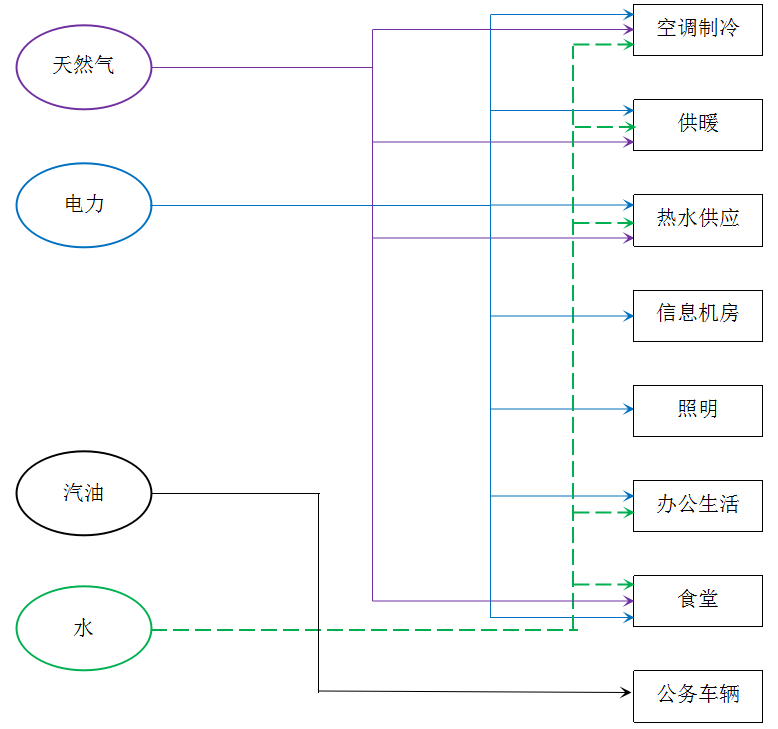 天然气
电力
汽油
水
空调制冷
供暖
热水供应
信息机房
照明
办公生活
食堂
公务车辆